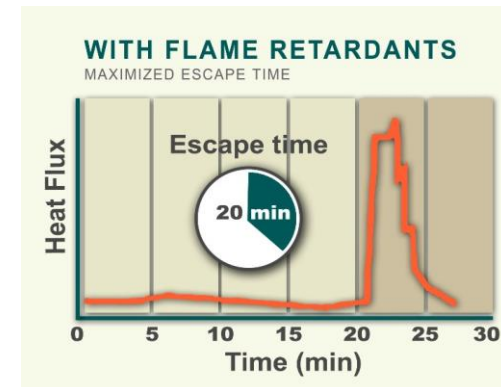 WITH FLAME RETARDANTS
MAXIMIZED ESCAPE TIME
Heat Flux
Escape time
20 min
0 5 10 15 20 25 30
Time (min)